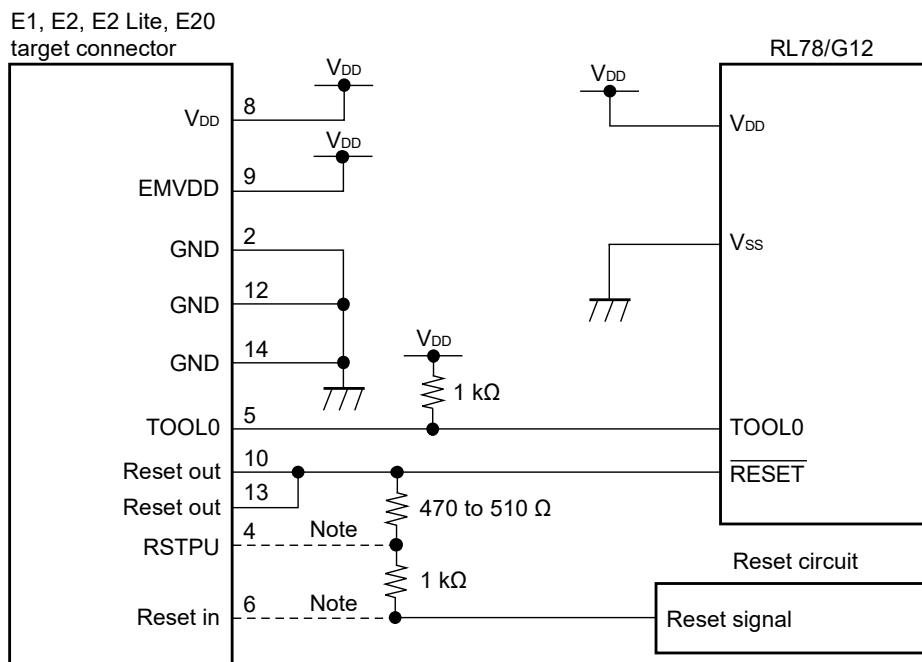 E1, E2, E2 Lite, E20
target connector
RL78/G12
VDD
VDD
VDD
8
VDD
VDD
VDD
9
EMVDD
2
GND
VSS
12
GND
14
GND
VDD
1 kΩ
5
TOOL0
TOOL0
10
Reset out
RESET
13
Reset out
470 to 510 Ω
4
RSTPU
Note
Reset circuit
1 kΩ
6
Reset in
Note
Reset signal